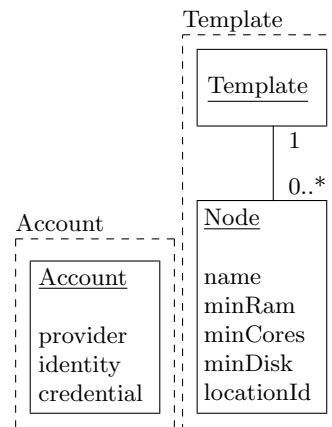 Template
Template
1
0..*
Node
name
minRam
minCores
minDisk
locationId
Account
Account
provider
identity
credential